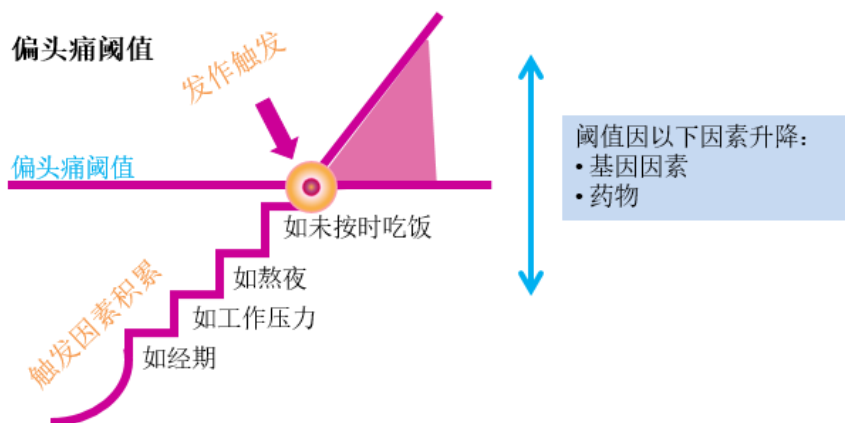 偏头痛阈值
发作触发
偏头痛阈值
阈值因以下因素升降：
• 基因因素
• 药物
如未按时吃饭
如熬夜
如工作压力
如经期
触发因素积累